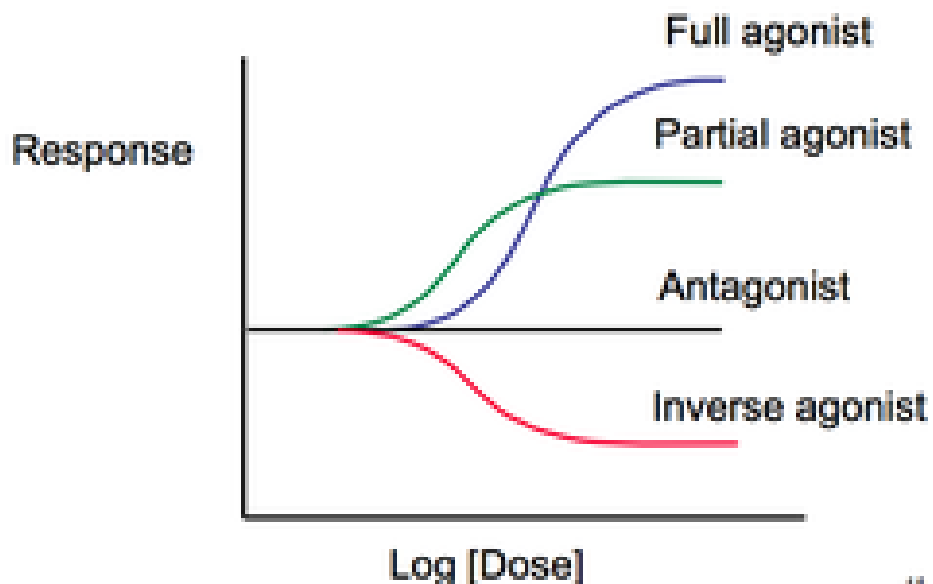 Full agonist
Response
Partial agonist
Antagonist
Inverse agonist
Log [Dose]